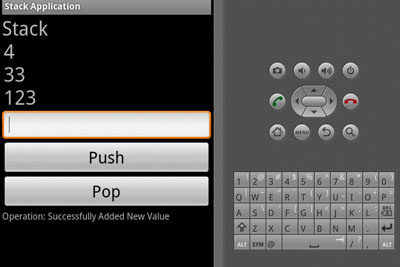 Stack Application
Stack
4
33
123
Push
Pop
Operation: Successfully Added New Value
MENU
1 2 3 4 5 6 7 8 9 0
Q W E R T Y U I O P
A S D F G H J K L DEL
Z X C V B N M .
ALT SYM @ / , ALT